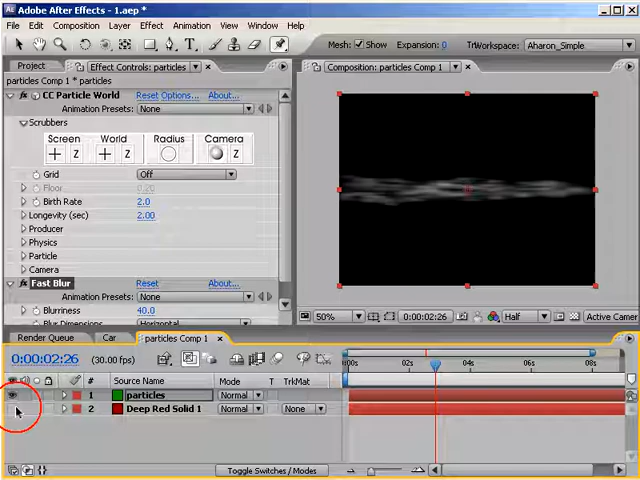 Adobe After Effects - 1.aep *
File Edit Composition Layer Effect Animation View Window Help
Mesh: Show Expansion: 0 TrWorkspace: Aharon_Simple
Project Effect Controls: particles
particles Comp 1 * particles
CC Particle World Reset Options... About...
Animation Presets: None
Scrubbers
Screen World Radius Camera
Z Z Z
Grid Off
Floor 0.20
Birth Rate 2.0
Longevity (sec) 2.00
Producer
Physics
Particle
Camera
Fast Blur Reset About...
Animation Presets: None
Blurriness 40.0
Blur Dimensions Horizontal
Composition: particles Comp 1
50% 0:00:02:26 Half Active Camer
Render Queue Car particles Comp 1
0:00:02:26 (30.00 fps)
# Source Name Mode T TrkMat
00s 02s 04s 06s 08s
1 particles Normal
2 Deep Red Solid 1 Normal None
Toggle Switches / Modes